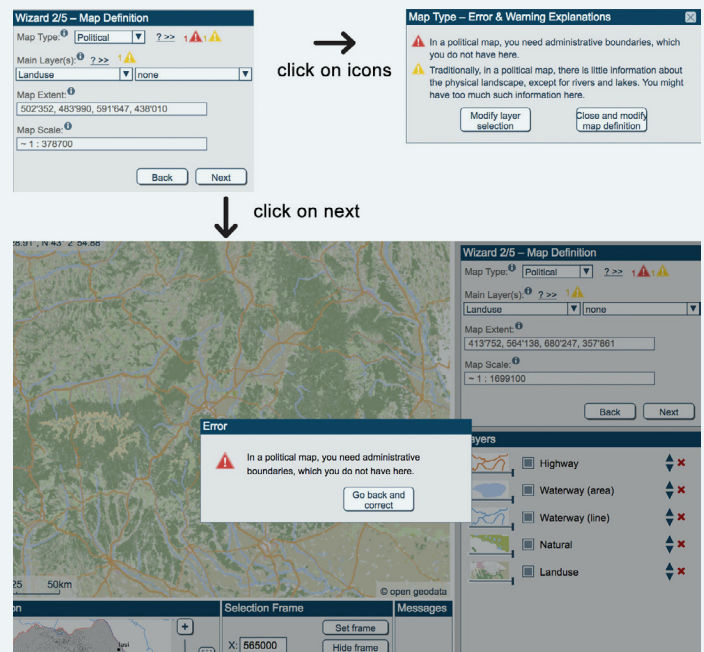 Wizard 2/5 – Map Definition
Map Type: Political ? >> 1 1
Main Layer(s): ? >> 1
Landuse none
Map Extent:
502'352, 483'990, 591'647, 438'010
Map Scale:
~ 1 : 378700
Back Next
click on icons
Map Type – Error & Warning Explanations
In a political map, you need administrative boundaries, which
you do not have here.
Traditionally, in a political map, there is little information about
the physical landscape, except for rivers and lakes. You might
have too much such information here.
Modify layer
selection
Close and modify
map definition
click on next
28.91", N 43° 2' 54.88"
Wizard 2/5 – Map Definition
Map Type: Political ? >> 1 1
Main Layer(s): ? >> 1
Landuse none
Map Extent:
413'752, 564'138, 680'247, 357'861
Map Scale:
~ 1 : 1699100
Back Next
Error
In a political map, you need administrative
boundaries, which you do not have here.
Go back and
correct
ayers
Highway
Waterway (area)
Waterway (line)
Natural
Landuse
25 50km
© open geodata
on
Selection Frame
Messages
Set frame
X: 565000
Hide frame